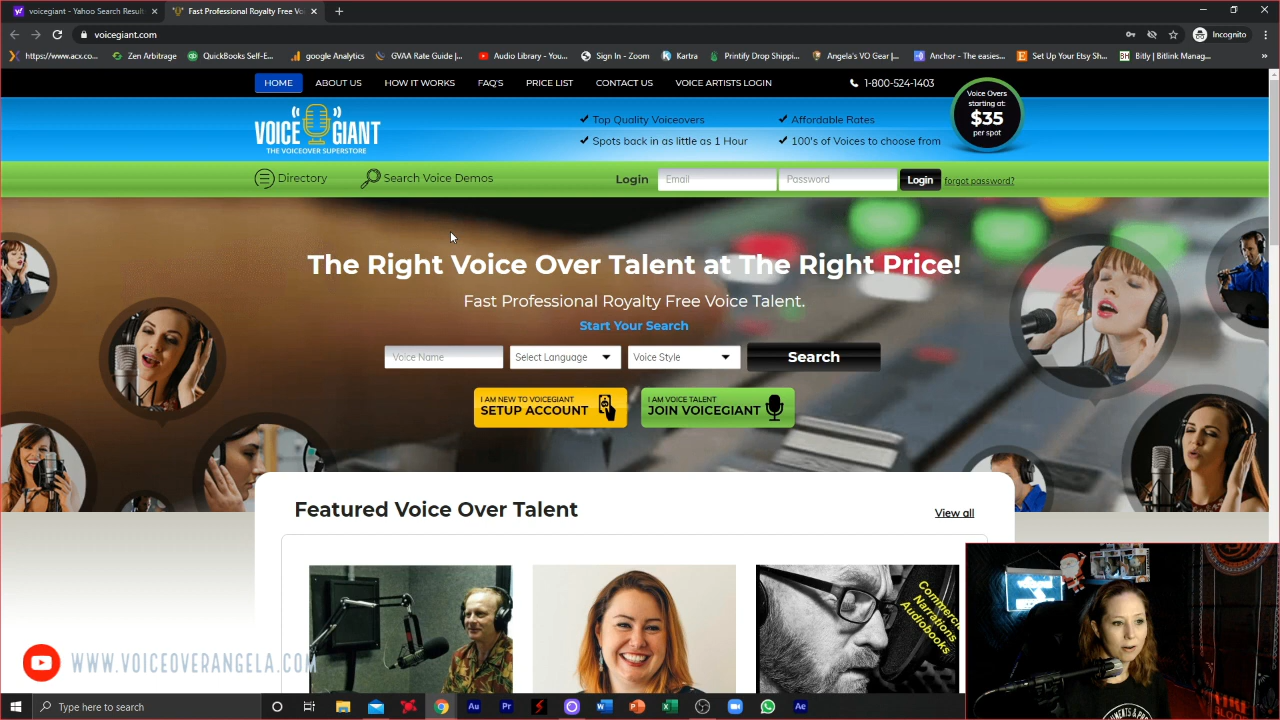 voicegiant - Yahoo Search Result
Fast Professional Royalty Free Vo
voicegiant.com
Incognito
https://www.acx.co...
Zen Arbitrage
QuickBooks Self-E...
google Analytics
GVAA Rate Guide |...
Audio Library - You...
Sign In - Zoom
Kartra
Printify Drop Shippi...
Angela's VO Gear |...
Anchor - The easies...
Set Up Your Etsy Sh...
Bitly | Bitlink Manag...
HOME
ABOUT US
HOW IT WORKS
FAQ'S
PRICE LIST
CONTACT US
VOICE ARTISTS LOGIN
1-800-524-1403
Voice Overs
starting at:
$35
per spot
VOICE GIANT
THE VOICEOVER SUPERSTORE
Top Quality Voiceovers
Affordable Rates
Spots back in as little as 1 Hour
100's of Voices to choose from
Directory
Search Voice Demos
Login
Email
Password
Login
forgot password?
The Right Voice Over Talent at The Right Price!
Fast Professional Royalty Free Voice Talent.
Start Your Search
Voice Name
Select Language
Voice Style
Search
I AM NEW TO VOICEGIANT
SETUP ACCOUNT
I AM VOICE TALENT
JOIN VOICEGIANT
Featured Voice Over Talent
View all
Commerci
Narrations
Audiobooks
WWW.VOICEOVERANGELA.COM
Type here to search
Au
Pr
Ae